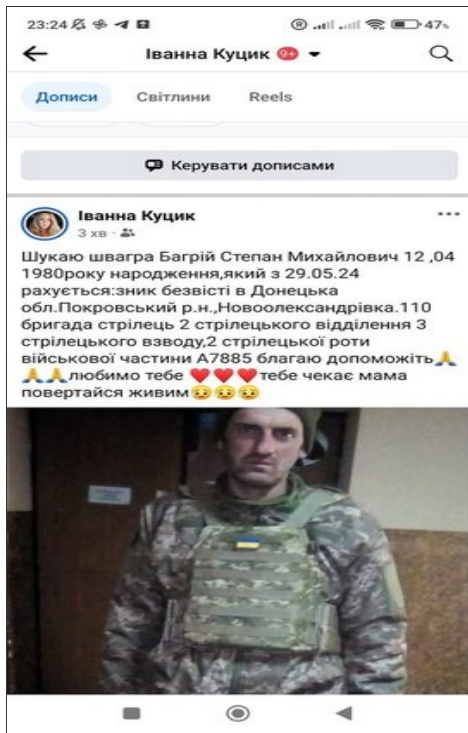 23:24 47%
Іванна Куцик 9+
Дописи Світлини Reels
Керувати дописами
Іванна Куцик
3 хв
Шукаю швагра Багрій Степан Михайлович 12 ,04
1980року народження,який з 29.05.24
рахується:зник безвісті в Донецька
обл.Покровський р.н.,Новоолександрівка.110
бригада стрілець 2 стрілецького відділення 3
стрілецького взводу,2 стрілецької роти
військової частини А7885 благаю допоможіть🙏
🙏🙏любимо тебе ❤️❤️❤️тебе чекає мама
повертайся живим😥😥😥